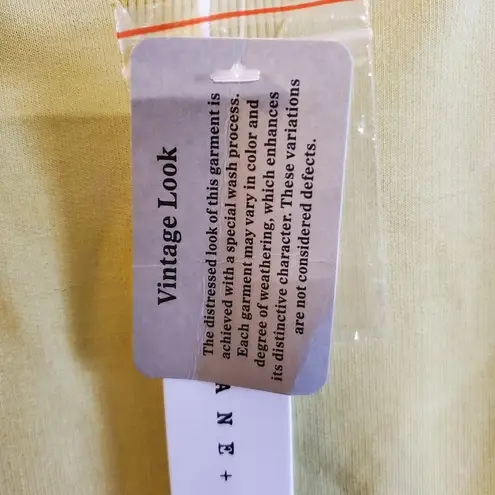 Vintage Look
The distressed look of this garment is
achieved with a special wash process.
Each garment may vary in color and
degree of weathering, which enhances
its distinctive character. These variations
are not considered defects.
A N E +